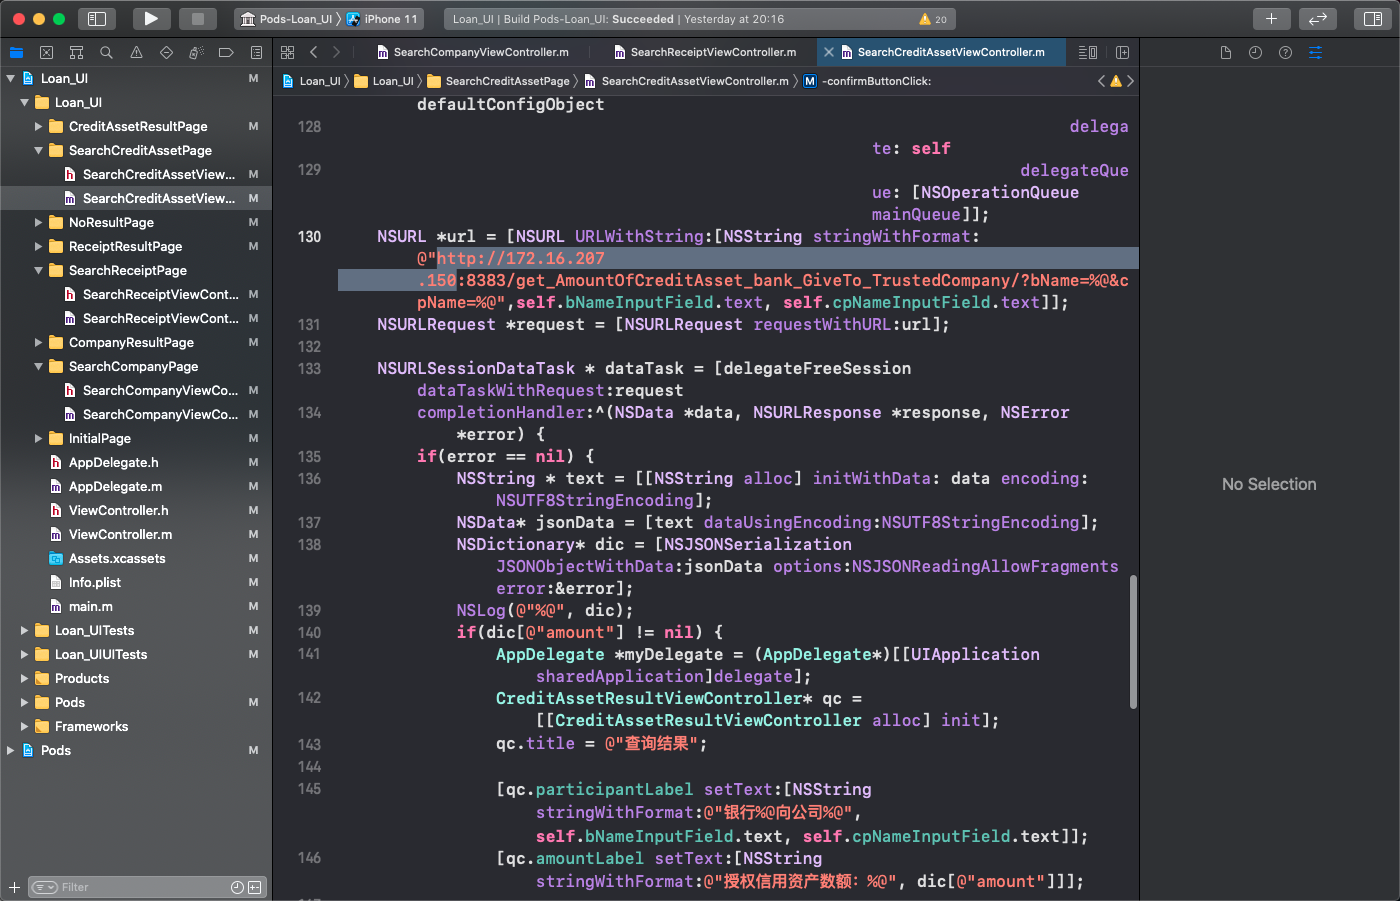 Pods-Loan_UI
iPhone 11
Loan_UI | Build Pods-Loan_UI: Succeeded | Yesterday at 20:16
20
SearchCompanyViewController.m
SearchReceiptViewController.m
SearchCreditAssetViewController.m
Loan_UI
Loan_UI
SearchCreditAssetPage
SearchCreditAssetViewController.m
M
-confirmButtonClick:
Loan_UI M
Loan_UI
CreditAssetResultPage M
SearchCreditAssetPage
h SearchCreditAssetView... M
m SearchCreditAssetView... M
NoResultPage M
ReceiptResultPage M
SearchReceiptPage
h SearchReceiptViewCont... M
m SearchReceiptViewCont... M
CompanyResultPage M
SearchCompanyPage
h SearchCompanyViewCo... M
m SearchCompanyViewCo... M
InitialPage M
h AppDelegate.h M
m AppDelegate.m M
h ViewController.h M
m ViewController.m M
Assets.xcassets M
Info.plist M
m main.m M
Loan_UITests M
Loan_UIUITests M
Products
Pods M
Frameworks
Pods M
Filter
defaultConfigObject
128 delega
te: self
129 delegateQue
ue: [NSOperationQueue
mainQueue]];
130 NSURL *url = [NSURL URLWithString:[NSString stringWithFormat:
@"http://172.16.207
.150:8383/get_AmountOfCreditAsset_bank_GiveTo_TrustedCompany/?bName=%@&c
pName=%@",self.bNameInputField.text, self.cpNameInputField.text]];
131 NSURLRequest *request = [NSURLRequest requestWithURL:url];
132
133 NSURLSessionDataTask * dataTask = [delegateFreeSession
dataTaskWithRequest:request
134 completionHandler:^(NSData *data, NSURLResponse *response, NSError
*error) {
135 if(error == nil) {
136 NSString * text = [[NSString alloc] initWithData: data encoding:
NSUTF8StringEncoding];
137 NSData* jsonData = [text dataUsingEncoding:NSUTF8StringEncoding];
138 NSDictionary* dic = [NSJSONSerialization
JSONObjectWithData:jsonData options:NSJSONReadingAllowFragments
error:&error];
139 NSLog(@"%@", dic);
140 if(dic[@"amount"] != nil) {
141 AppDelegate *myDelegate = (AppDelegate*)[[UIApplication
sharedApplication]delegate];
142 CreditAssetResultViewController* qc =
[[CreditAssetResultViewController alloc] init];
143 qc.title = @"查询结果";
144
145 [qc.participantLabel setText:[NSString
stringWithFormat:@"银行%@向公司%@",
self.bNameInputField.text, self.cpNameInputField.text]];
146 [qc.amountLabel setText:[NSString
stringWithFormat:@"授权信用资产数额：%@", dic[@"amount"]]];
No Selection